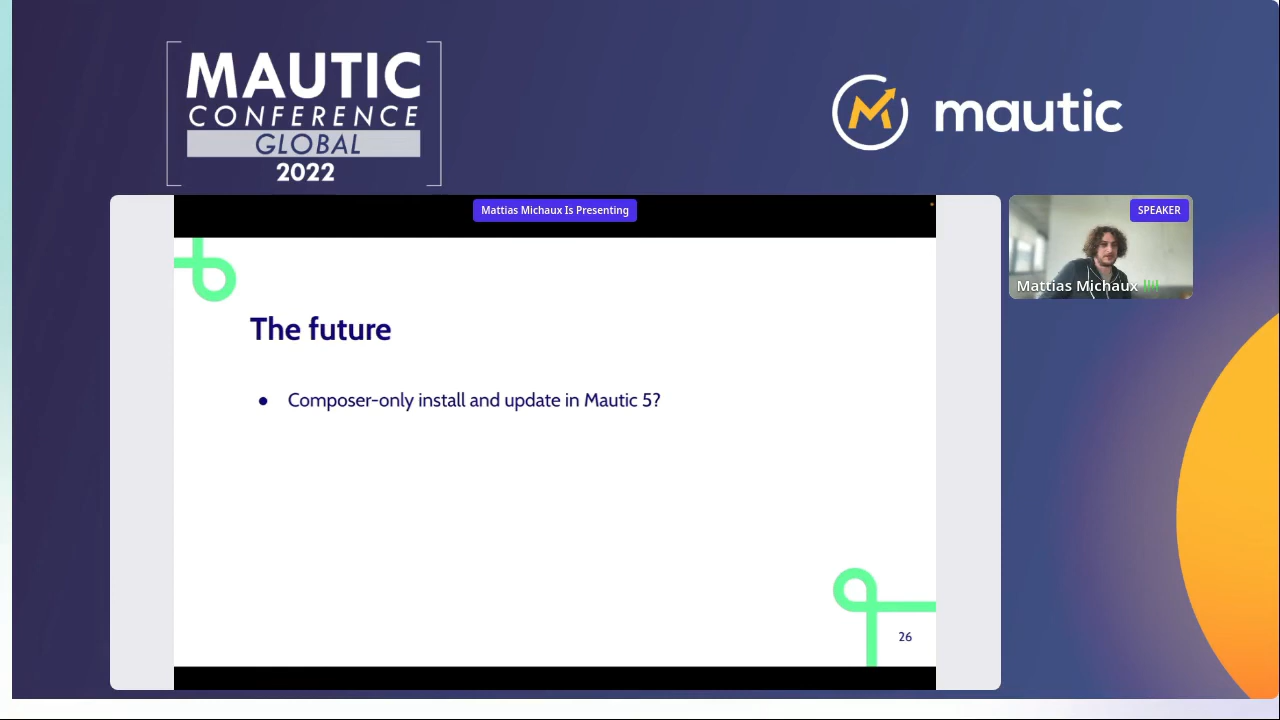 MAUTIC
CONFERENCE
GLOBAL
2022
mautic
Mattias Michaux Is Presenting
SPEAKER
Mattias Michaux
The future
● Composer-only install and update in Mautic 5?
26